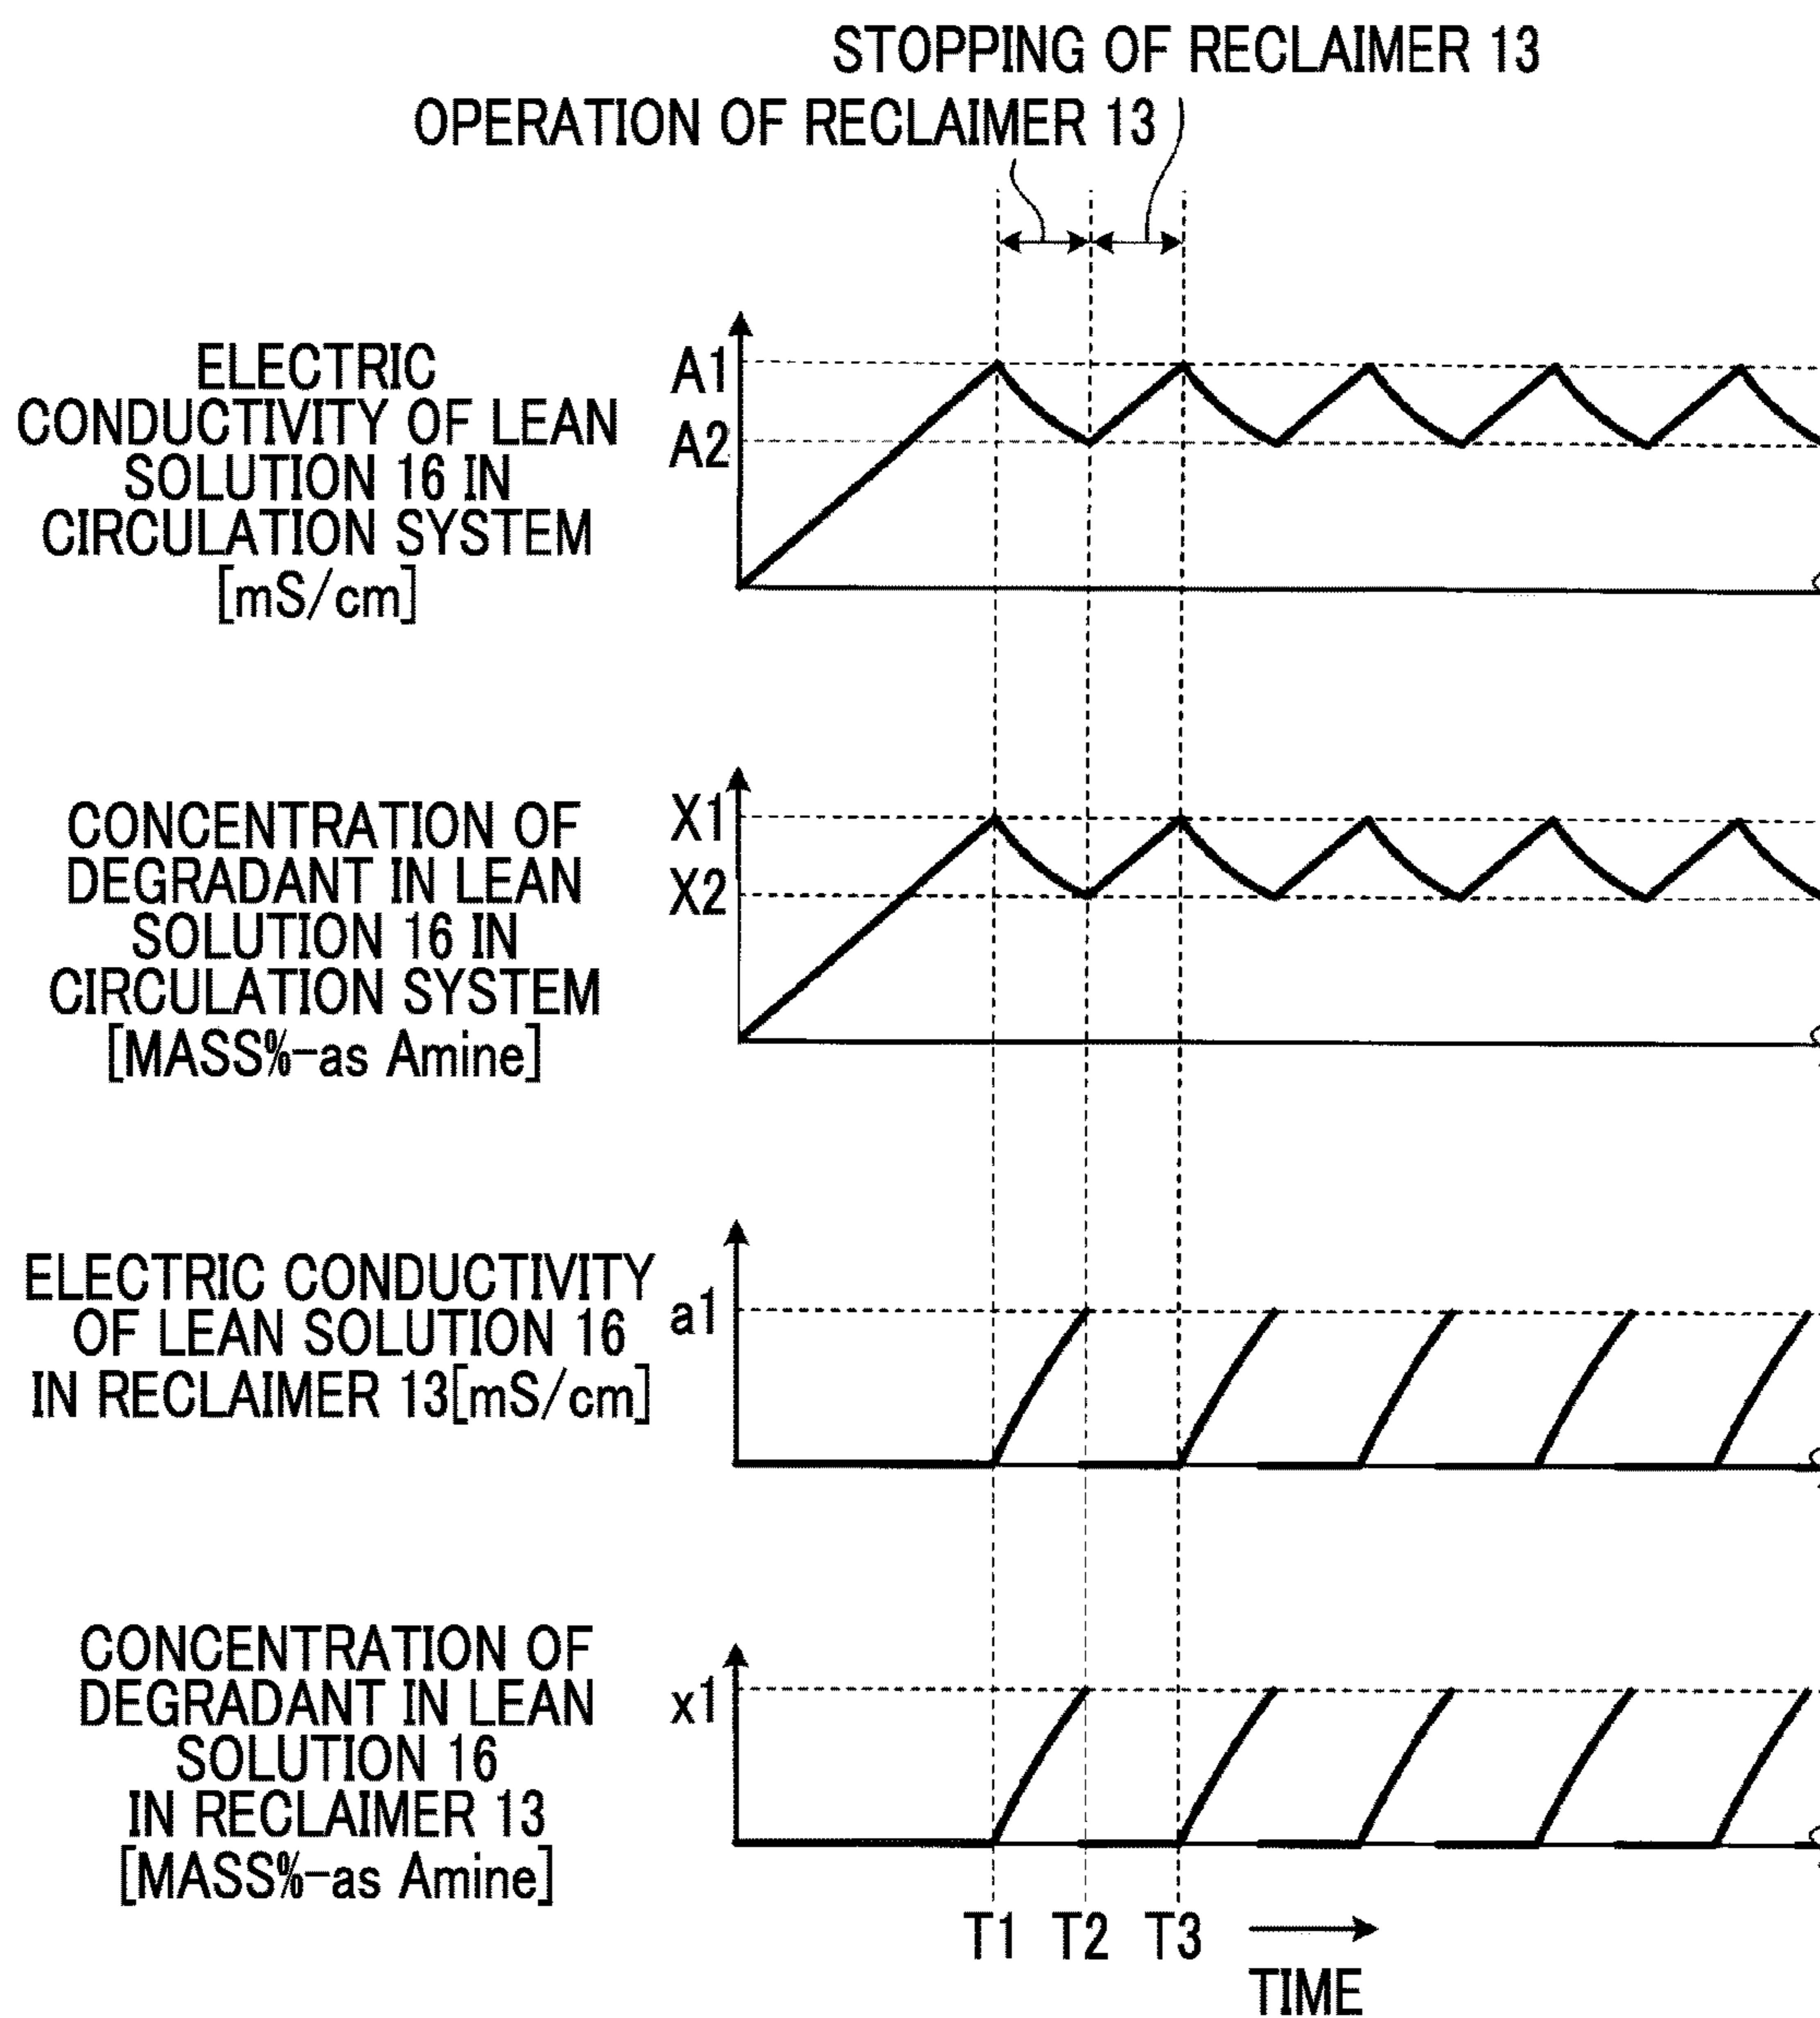 STOPPING OF RECLAIMER 13
OPERATION OF RECLAIMER 13
ELECTRIC
CONDUCTIVITY OF LEAN
SOLUTION 16 IN
CIRCULATION SYSTEM
[mS/cm]
A1
A2
CONCENTRATION OF
DEGRADANT IN LEAN
SOLUTION 16 IN
CIRCULATION SYSTEM
[MASS%-as Amine]
X1
X2
ELECTRIC CONDUCTIVITY
OF LEAN SOLUTION 16
IN RECLAIMER 13[mS/cm]
a1
CONCENTRATION OF
DEGRADANT IN LEAN
SOLUTION 16
IN RECLAIMER 13
[MASS%-as Amine]
x1
T1 T2 T3
TIME